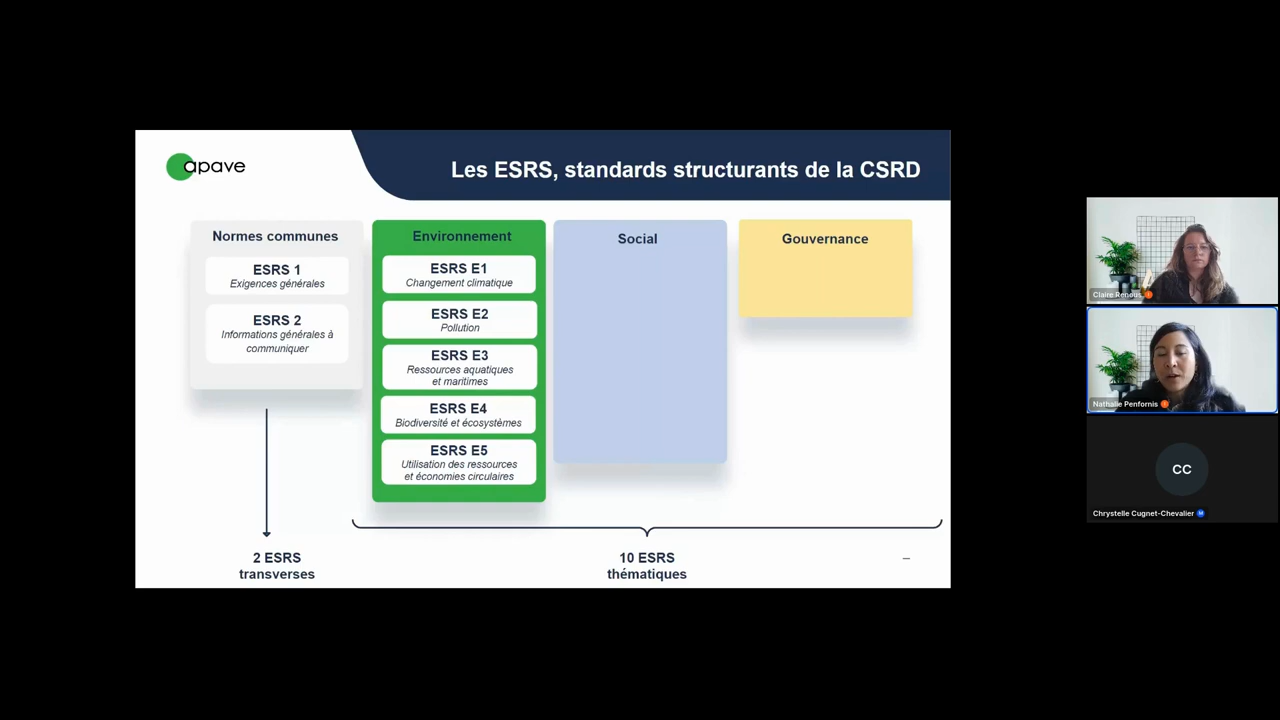 apave
Les ESRS, standards structurants de la CSRD
Normes communes
ESRS 1
Exigences générales
ESRS 2
Informations générales à
communiquer
Environnement
ESRS E1
Changement climatique
ESRS E2
Pollution
ESRS E3
Ressources aquatiques
et maritimes
ESRS E4
Biodiversité et écosystèmes
ESRS E5
Utilisation des ressources
et économies circulaires
Social
Gouvernance
2 ESRS
transverses
10 ESRS
thématiques
–
Claire Renous...
Nathalie Penfornis
CC
Chrystelle Cugnet-Chevalier
M